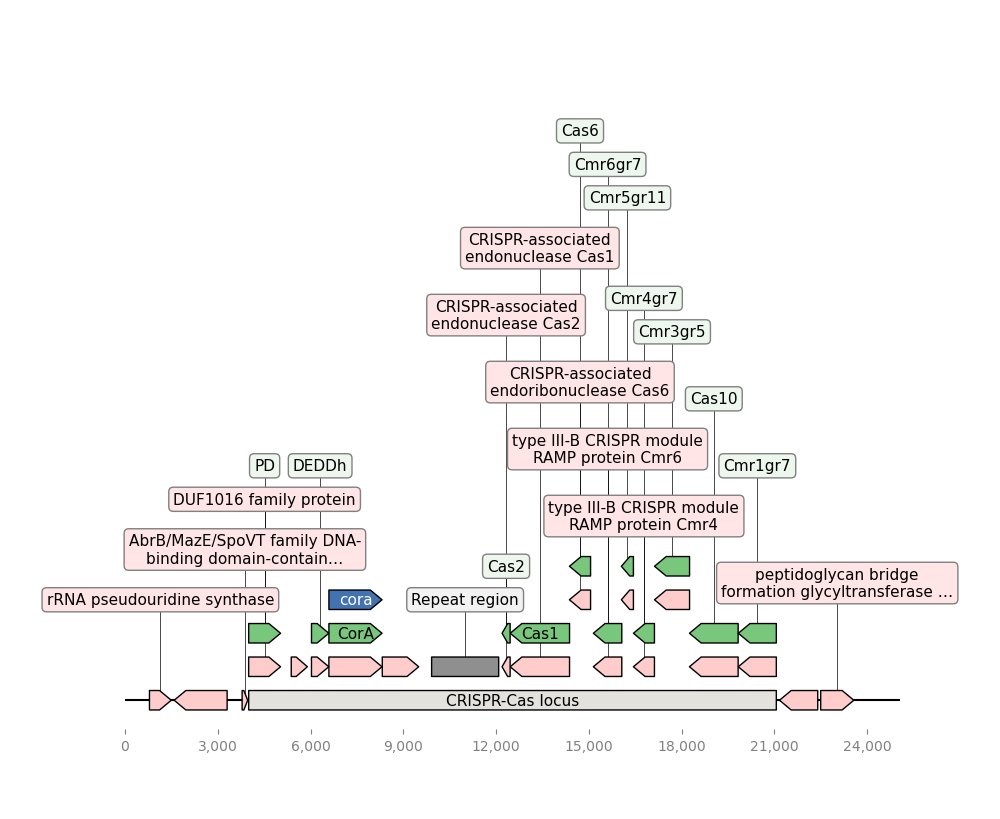 Cas6
Cmr6gr7
Cmr5gr11
CRISPR-associated
endonuclease Cas1
Cmr4gr7
CRISPR-associated
endonuclease Cas2
Cmr3gr5
CRISPR-associated
endoribonuclease Cas6
Cas10
type III-B CRISPR module
RAMP protein Cmr6
PD
DEDDh
Cmr1gr7
DUF1016 family protein
type III-B CRISPR module
RAMP protein Cmr4
AbrB/MazE/SpoVT family DNA-
binding domain-contain…
Cas2
peptidoglycan bridge
formation glycyltransferase …
rRNA pseudouridine synthase
cora
Repeat region
CorA
Cas1
CRISPR-Cas locus
0
3,000
6,000
9,000
12,000
15,000
18,000
21,000
24,000